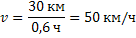 v = 30 км / 0,6 ч = 50 км/ч